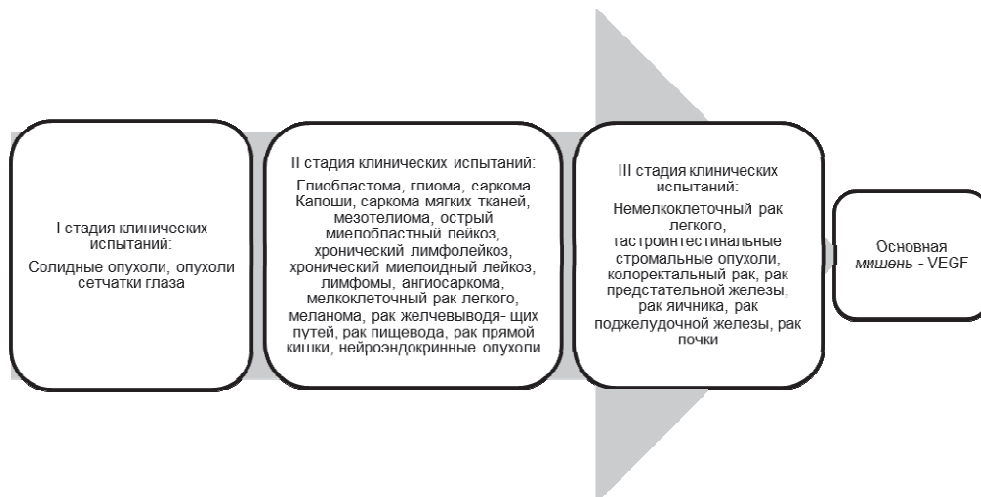 I стадия клинических
испытаний:
Солидные опухоли, опухоли
сетчатки глаза
II стадия клинических испытаний:
Глиобластома, глиома, саркома
Капоши, саркома мягких тканей,
мезотелиома, острый
миелобластный лейкоз,
хронический лимфолейкоз,
хронический миелоидный лейкоз,
лимфомы, ангиосаркома,
мелкоклеточный рак легкого,
меланома, рак желчевыводя- щих
путей, рак пищевода, рак прямой
кишки, нейроэндокринные опухоли
III стадия клинических
испытаний:
Немелкоклеточный рак
легкого,
гастроинтестинальные
стромальные опухоли,
колоректальный рак, рак
предстательной железы,
рак яичника, рак
поджелудочной железы, рак
почки
Основная
мишень - VEGF